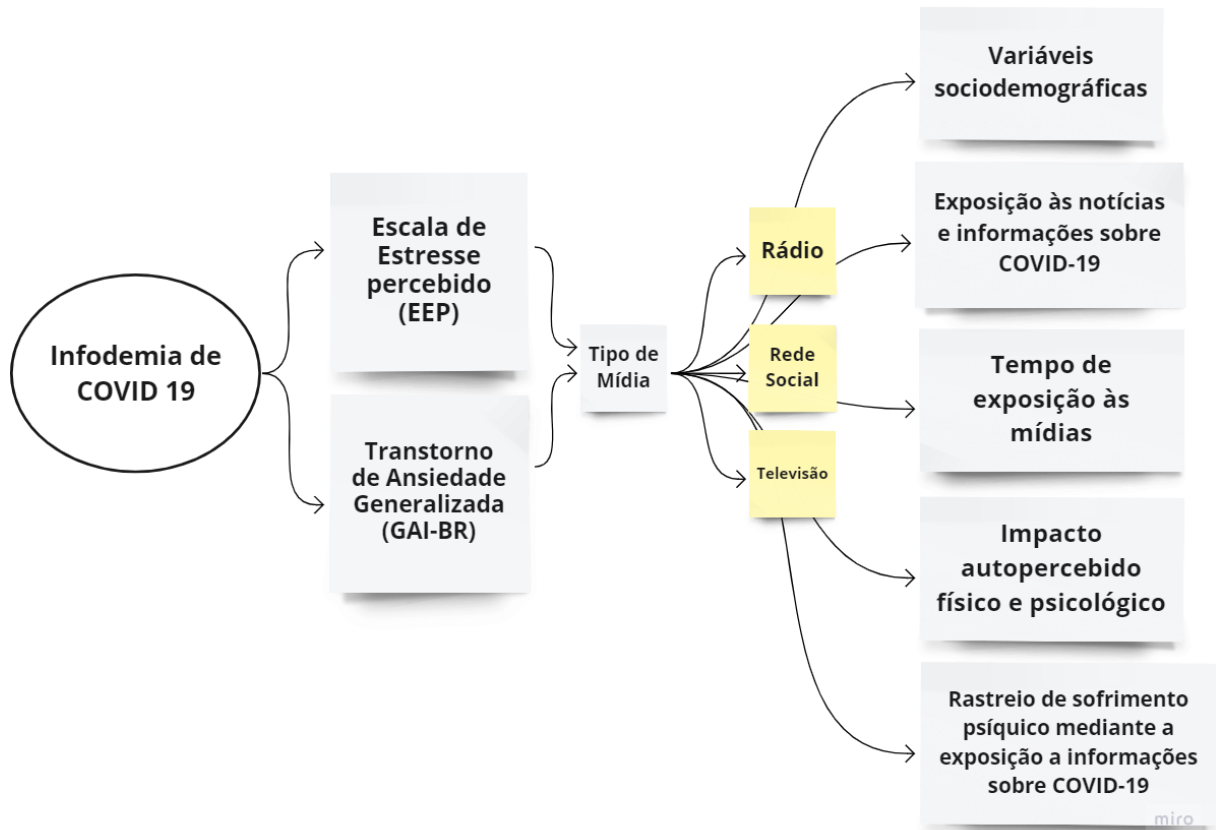 Infodemia de
COVID 19
Escala de
Estresse
percebido
(EEP)
Transtorno
de Ansiedade
Generalizada
(GAI-BR)
Tipo de
Mídia
Rádio
Rede
Social
Televisão
Variáveis
sociodemográficas
Exposição às notícias
e informações sobre
COVID-19
Tempo de
exposição às
mídias
Impacto
autopercebido
físico e psicológico
Rastreio de sofrimento
psíquico mediante a
exposição a informações
sobre COVID-19
miro